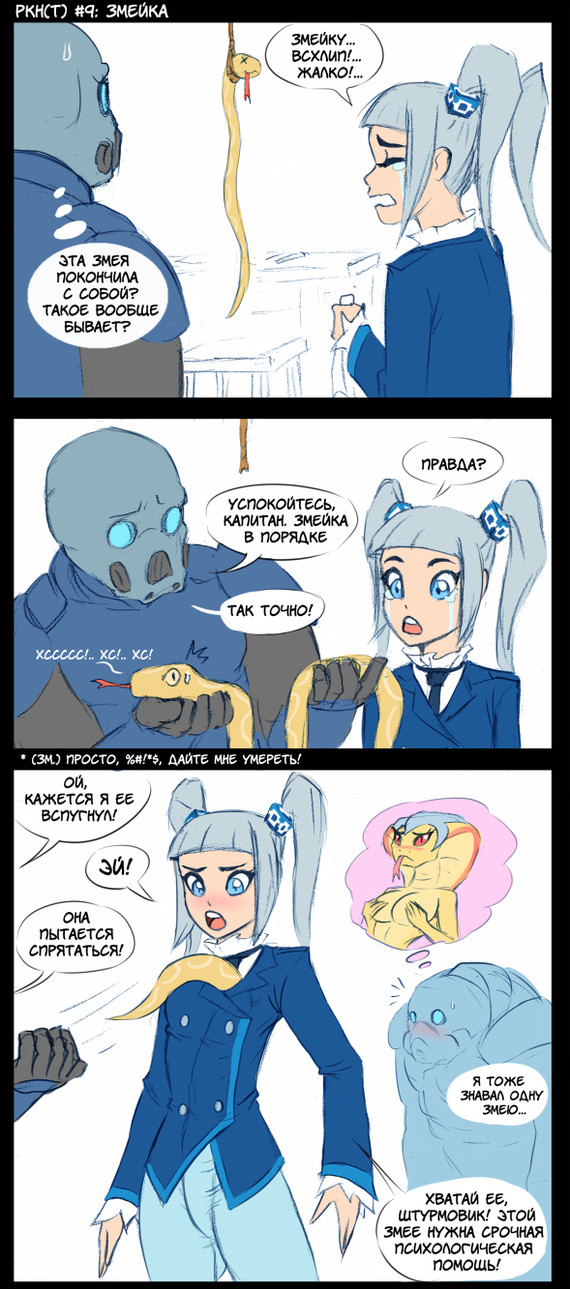 РКН(Т) #9: ЗМЕЙКА
ЗМЕЙКУ...
ВСХЛИП!...
ЖАЛКО!...
ЭТА ЗМЕЯ
ПОКОНЧИЛА
С СОБОЙ?
ТАКОЕ ВООБЩЕ
БЫВАЕТ?
ПРАВДА?
УСПОКОЙТЕСЬ,
КАПИТАН. ЗМЕЙКА
В ПОРЯДКЕ
ТАК ТОЧНО!
ХССССС!.. ХС!.. ХС!
* (ЗМ.) ПРОСТО, %#!*$, ДАЙТЕ МНЕ УМЕРЕТЬ!
ОЙ,
КАЖЕТСЯ Я ЕЕ
ВСПУГНУЛ!
ЭЙ!
ОНА
ПЫТАЕТСЯ
СПРЯТАТЬСЯ!
Я ТОЖЕ
ЗНАВАЛ ОДНУ
ЗМЕЮ...
ХВАТАЙ ЕЕ,
ШТУРМОВИК! ЭТОЙ
ЗМЕЕ НУЖНА СРОЧНАЯ
ПСИХОЛОГИЧЕСКАЯ
ПОМОЩЬ!